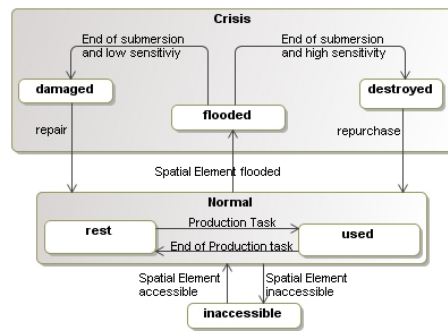 Crisis
End of submersion
and low sensitiviy
End of submersion
and high sensitivity
damaged
destroyed
flooded
repair
repurchase
Spatial Element flooded
Normal
Production Task
rest
used
End of Production task
Spatial Element
accessible
Spatial Element
inaccessible
inaccessible